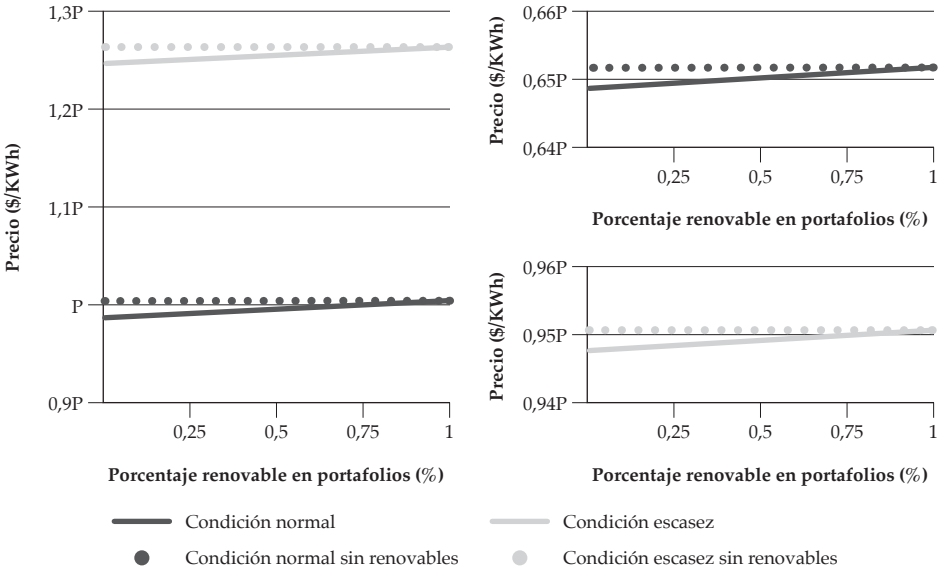 Precio ($/KWh)
1,3P
1,2P
1,1P
P
0,9P
0,25
0,5
0,75
1
Porcentaje renovable en portafolios (%)
Precio ($/KWh)
0,66P
0,65P
0,64P
0,25
0,5
0,75
1
Porcentaje renovable en portafolios (%)
Precio ($/KWh)
0,96P
0,95P
0,94P
0,25
0,5
0,75
1
Porcentaje renovable en portafolios (%)
Condición normal
Condición escasez
Condición normal sin renovables
Condición escasez sin renovables